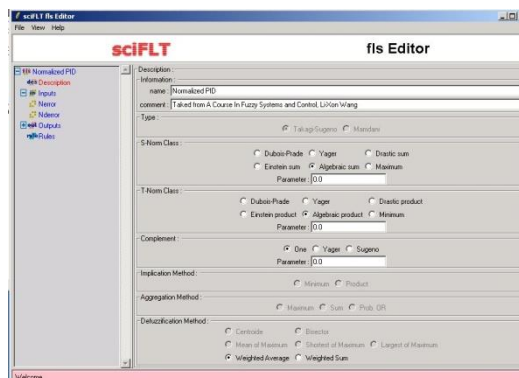 sciFLT fls Editor
File View Help
sciFLT fls Editor
Normalized PID
Description
Inputs
Nerror
Nderror
Outputs
Rules
Description :
Information :
name : Normalized PID
comment : Taked from A Course In Fuzzy Systems and Control, Li-Xin Wang
Type :
Takagi-Sugeno Mamdani
S-Norm Class :
Dubois-Prade Yager Drastic sum
Einstein sum Algebraic sum Maximum
Parameter : 0.0
T-Norm Class :
Dubois-Prade Yager Drastic product
Einstein product Algebraic product Minimum
Parameter : 0.0
Complement :
One Yager Sugeno
Parameter : 0.0
Implication Method :
Minimum Product
Aggregation Method :
Maximum Sum Prob. OR
Defuzzification Method :
Centroide Bisector
Mean of Maximum Shortest of Maximum Largest of Maximum
Weighted Average Weighted Sum
Welcome